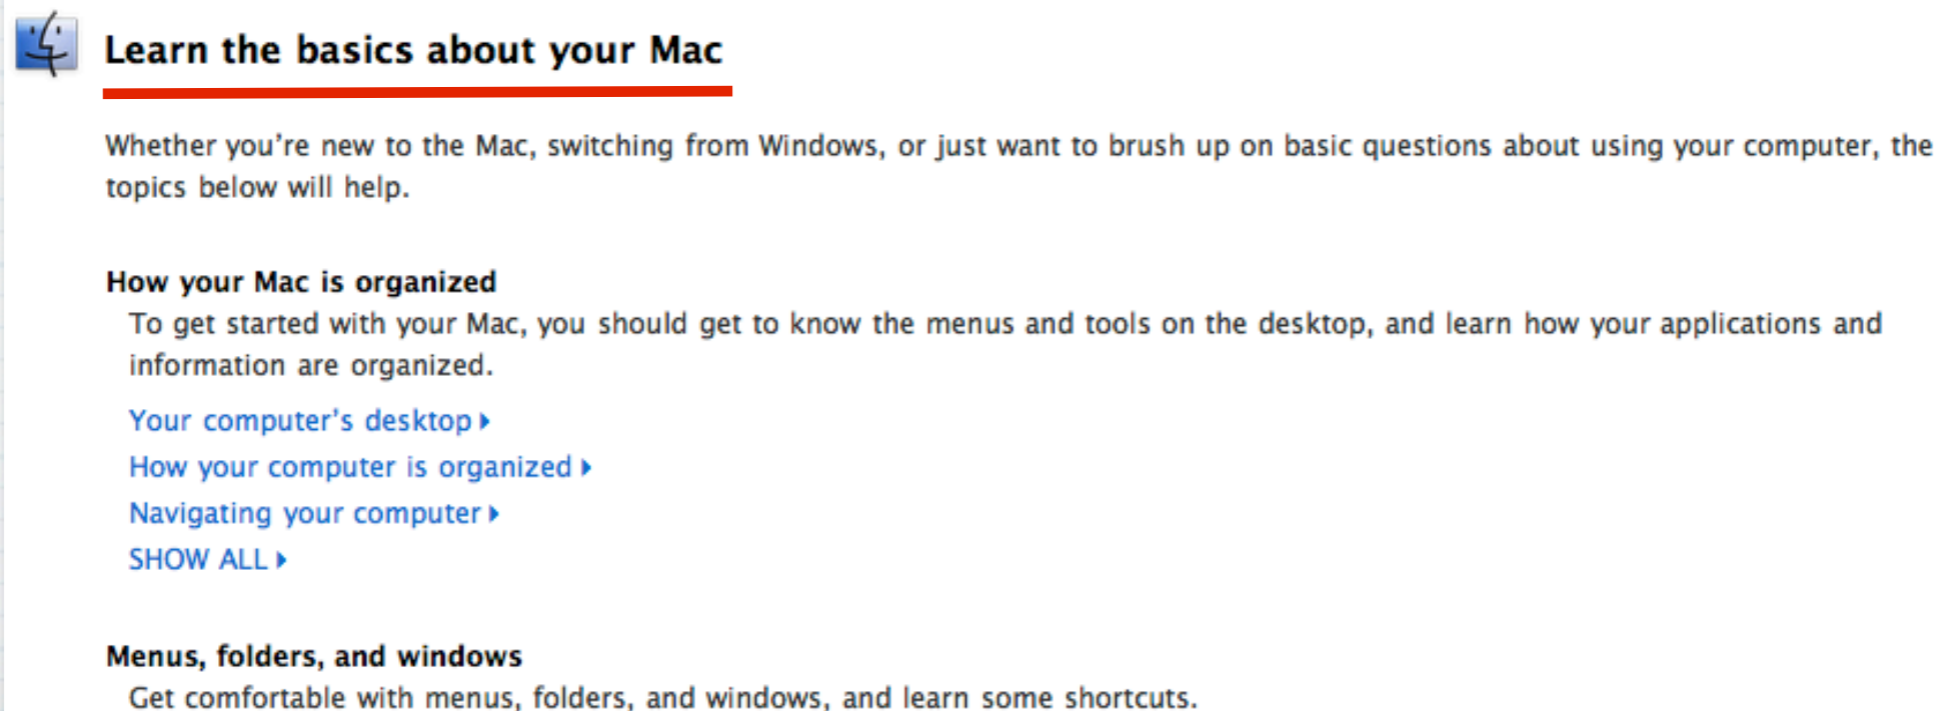 Learn the basics about your Mac
Whether you're new to the Mac, switching from Windows, or just want to brush up on basic questions about using your computer, the
topics below will help.
How your Mac is organized
To get started with your Mac, you should get to know the menus and tools on the desktop, and learn how your applications and
information are organized.
Your computer's desktop
How your computer is organized
Navigating your computer
SHOW ALL
Menus, folders, and windows
Get comfortable with menus, folders, and windows, and learn some shortcuts.